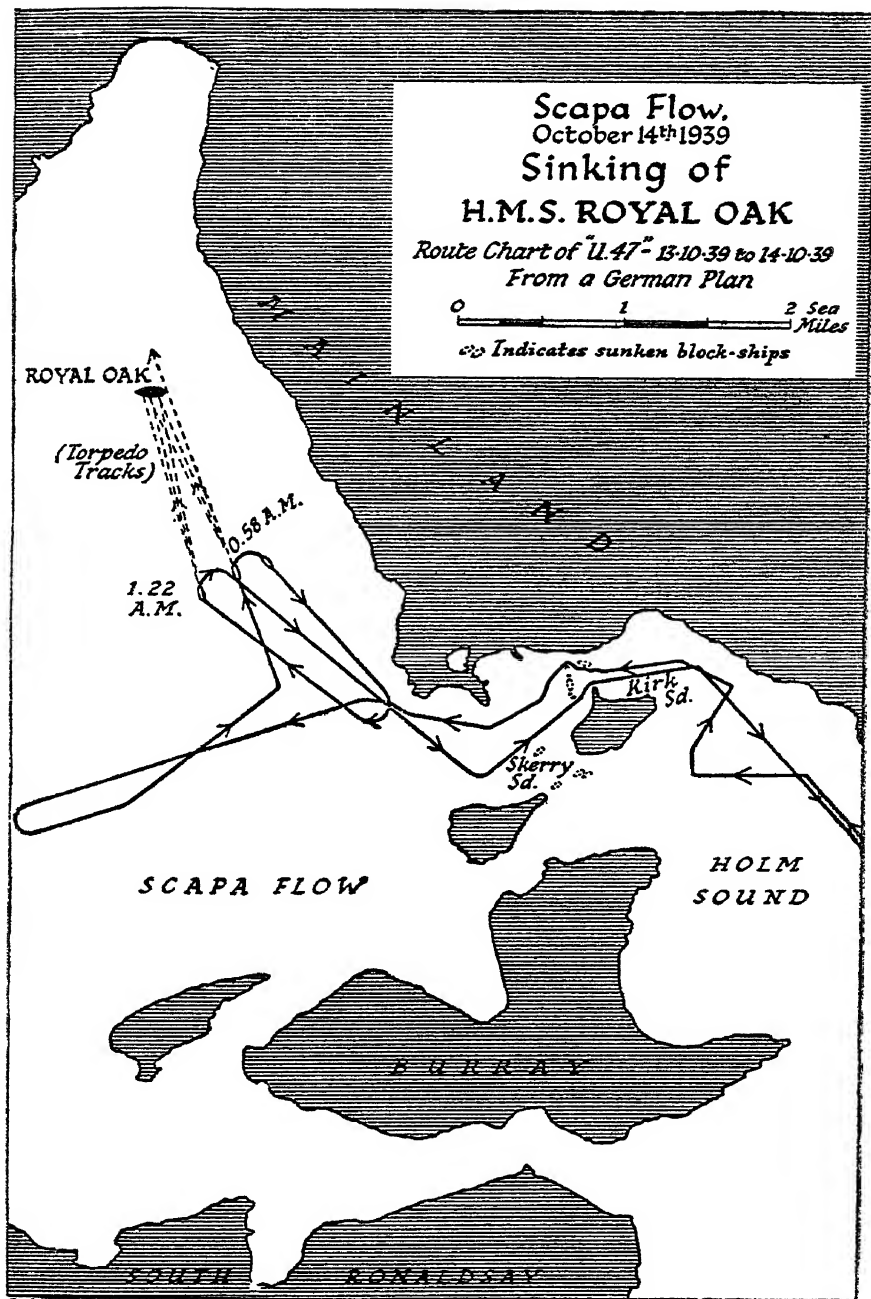 Scapa Flow.
October 14th 1939
Sinking of
H.M.S. ROYAL OAK
Route Chart of "U.47"- 13·10·39 to 14·10·39
From a German Plan
0 1 2 Sea
Miles
Indicates sunken block-ships
MAINLAND
ROYAL OAK
(Torpedo
Tracks)
0.58 A.M.
1.22
A.M.
Kirk
Sd.
Skerry
Sd.
SCAPA FLOW
HOLM
SOUND
BURRAY
SOUTH RONALDSAY